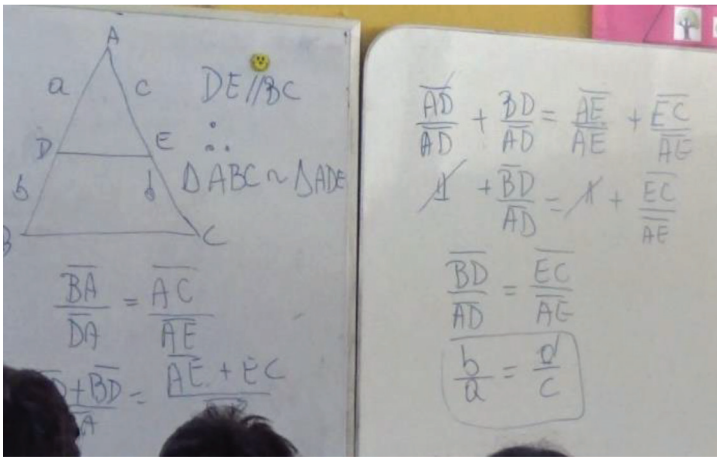 A
a c
DE//BC
D E
∴
b d
ΔABC ~ ΔADE
B C
BA/DA = AC/AE
+BD/A = AE + EC/
AD/AD + BD/AD = AE/AE + EC/AE
1 + BD/AD = 1 + EC/AE
BD/AD = EC/AE
b/a = d/c